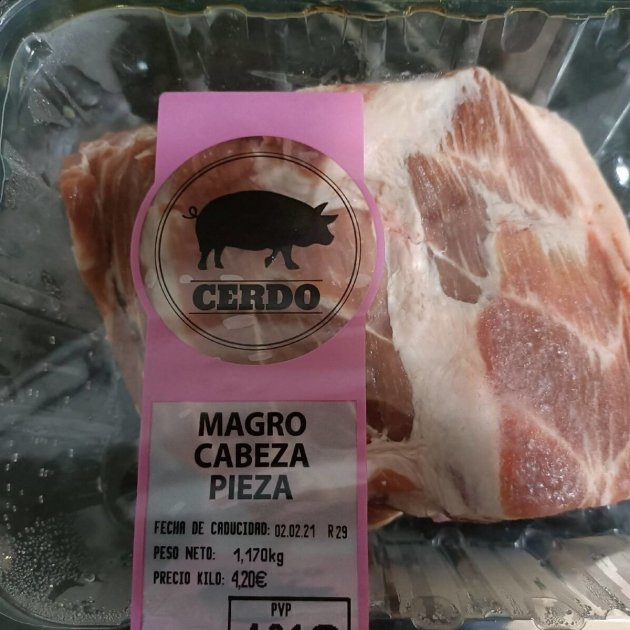 CERDO
MAGRO
CABEZA
PIEZA
FECHA DE CADUCIDAD: 02.02.21 R29
PESO NETO: 1,170kg
PRECIO KILO: 4,20€
PVP